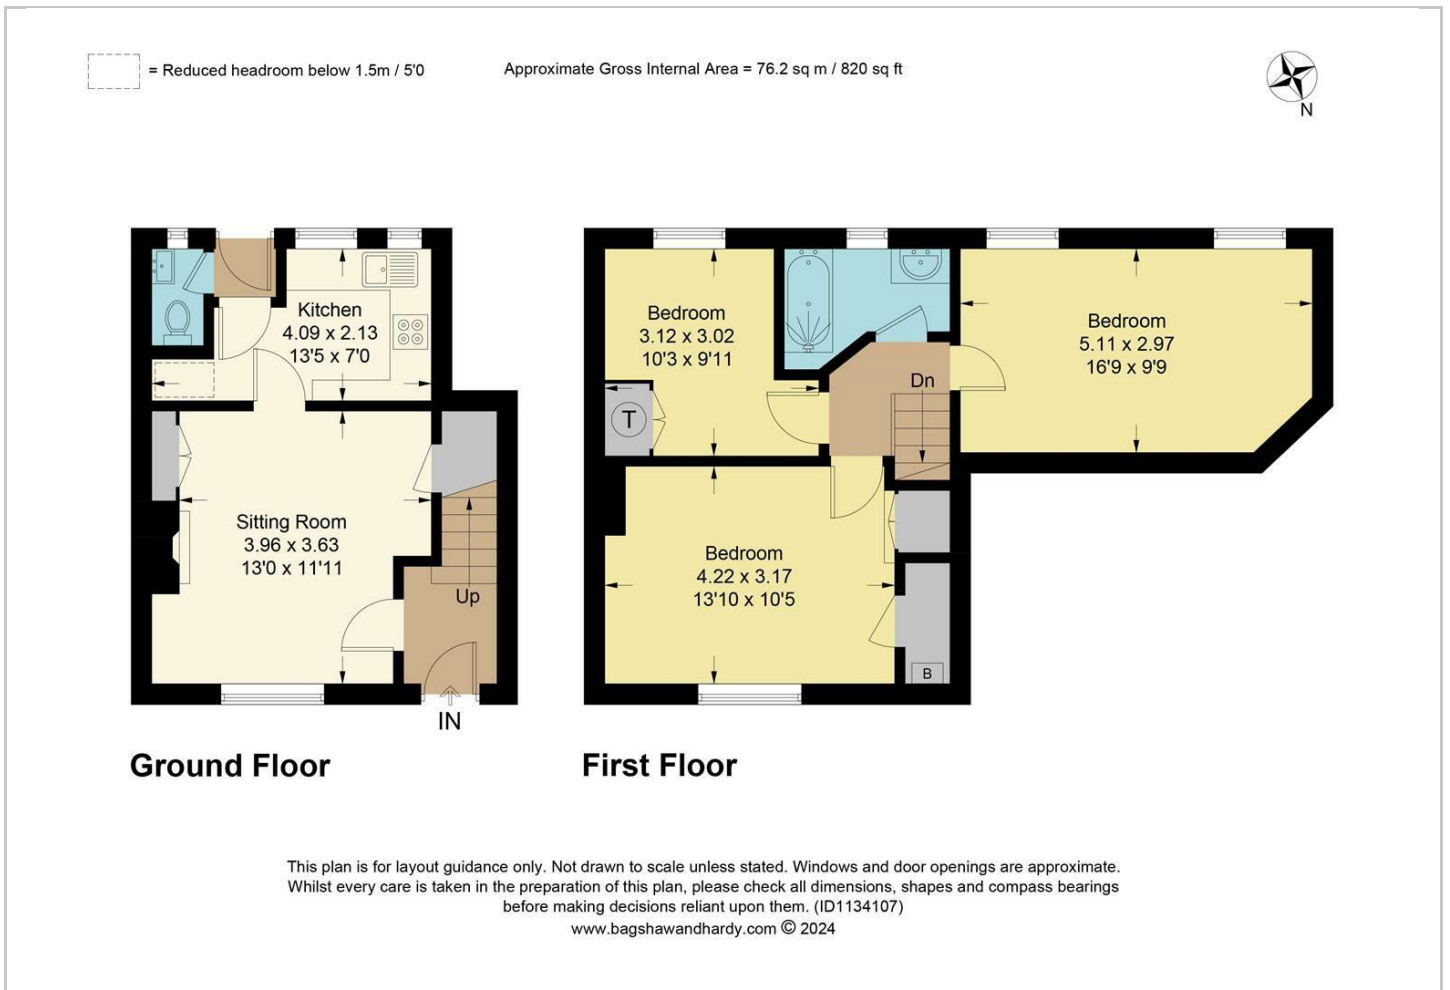 = Reduced headroom below 1.5m / 5'0
Approximate Gross Internal Area = 76.2 sq m / 820 sq ft
N
Kitchen
4.09 x 2.13
13'5 x 7'0
Sitting Room
3.96 x 3.63
13'0 x 11'11
Up
IN
Ground Floor
Bedroom
3.12 x 3.02
10'3 x 9'11
T
Dn
Bedroom
5.11 x 2.97
16'9 x 9'9
Bedroom
4.22 x 3.17
13'10 x 10'5
B
First Floor
This plan is for layout guidance only. Not drawn to scale unless stated. Windows and door openings are approximate.
Whilst every care is taken in the preparation of this plan, please check all dimensions, shapes and compass bearings
before making decisions reliant upon them. (ID1134107)
www.bagshawandhardy.com © 2024